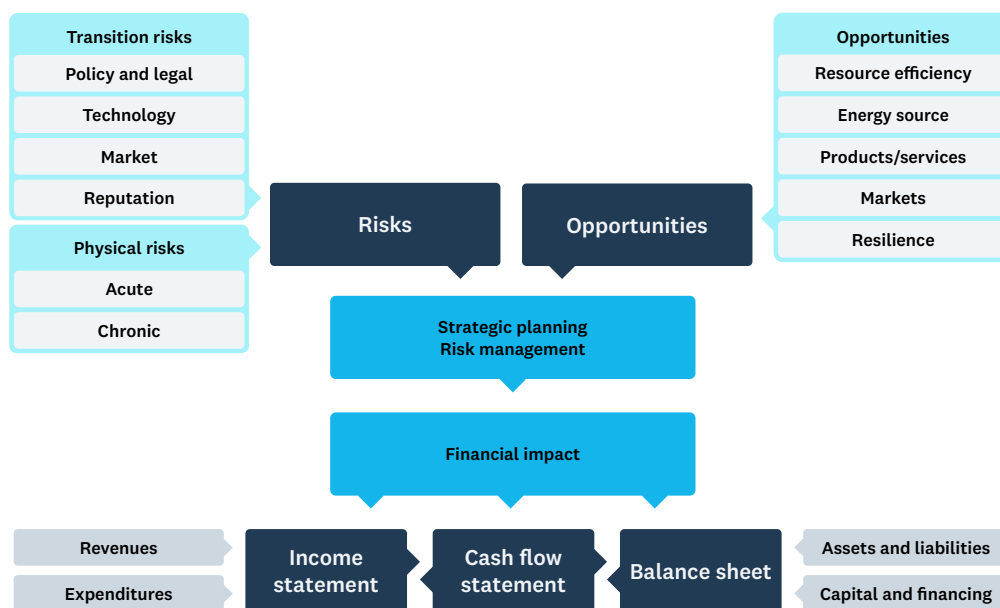 Transition risks
Policy and legal
Technology
Market
Reputation
Physical risks
Acute
Chronic
Risks
Opportunities
Opportunities
Resource efficiency
Energy source
Products/services
Markets
Resilience
Strategic planning
Risk management
Financial impact
Revenues
Expenditures
Income
statement
Cash flow
statement
Balance sheet
Assets and liabilities
Capital and financing